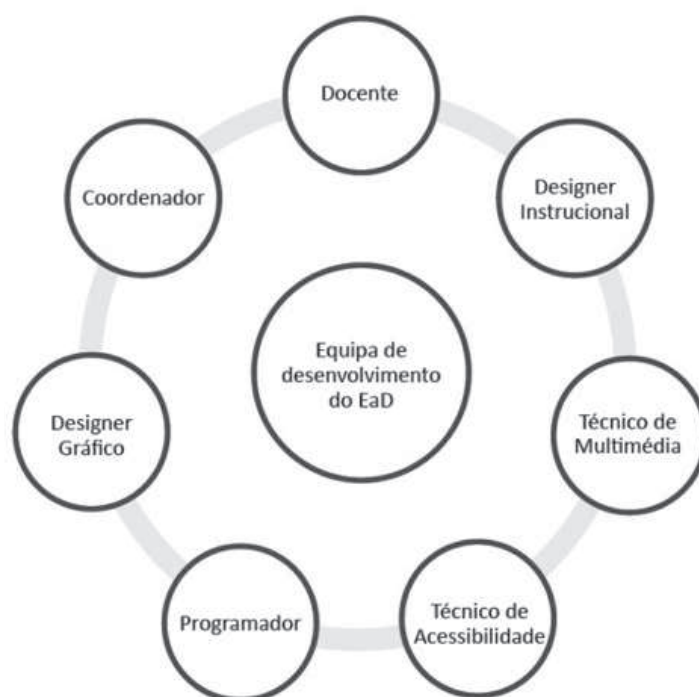 Docente
Designer
Instrucional
Técnico de
Multimédia
Técnico de
Acessibilidade
Programador
Designer
Gráfico
Coordenador
Equipa de
desenvolvimento
do EaD